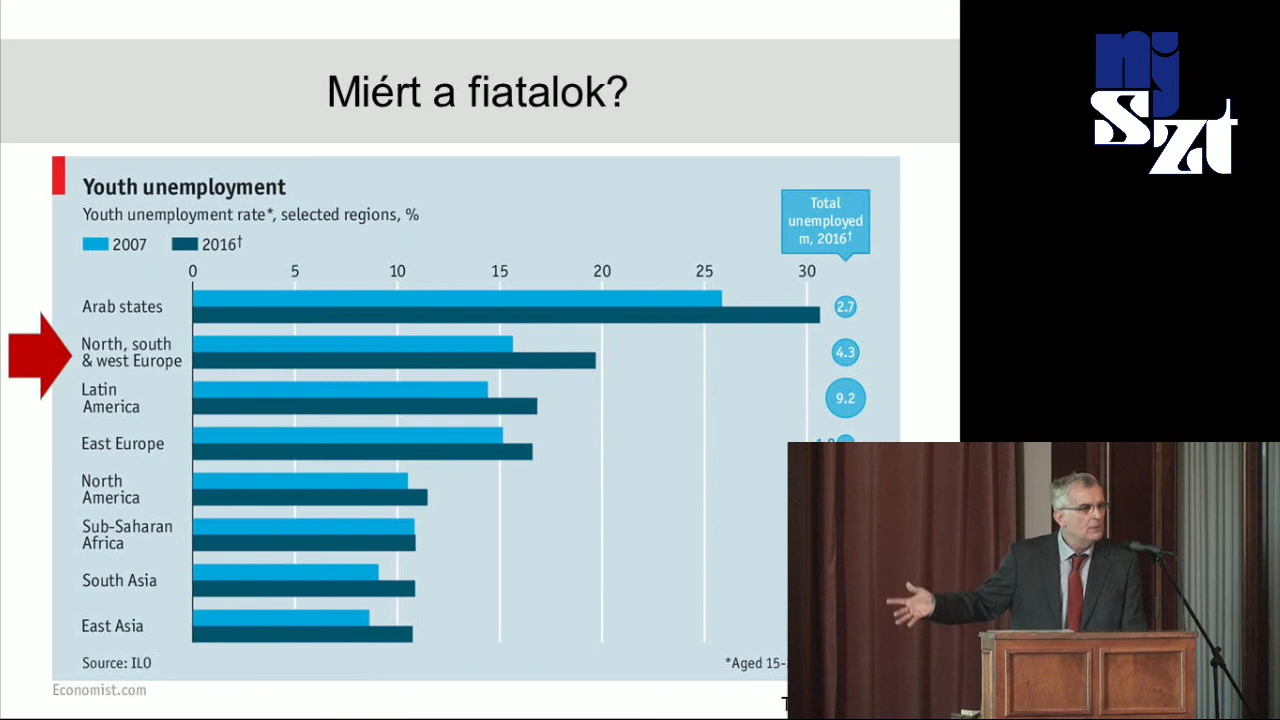 Miért a fiatalok?
njSzt
Youth unemployment
Youth unemployment rate*, selected regions, %
2007 2016†
Total
unemployed
m, 2016†
0 5 10 15 20 25 30
Arab states 2.7
North, south
& west Europe 4.3
Latin
America 9.2
East Europe
North
America
Sub-Saharan
Africa
South Asia
East Asia
Source: ILO
*Aged 15-
Economist.com